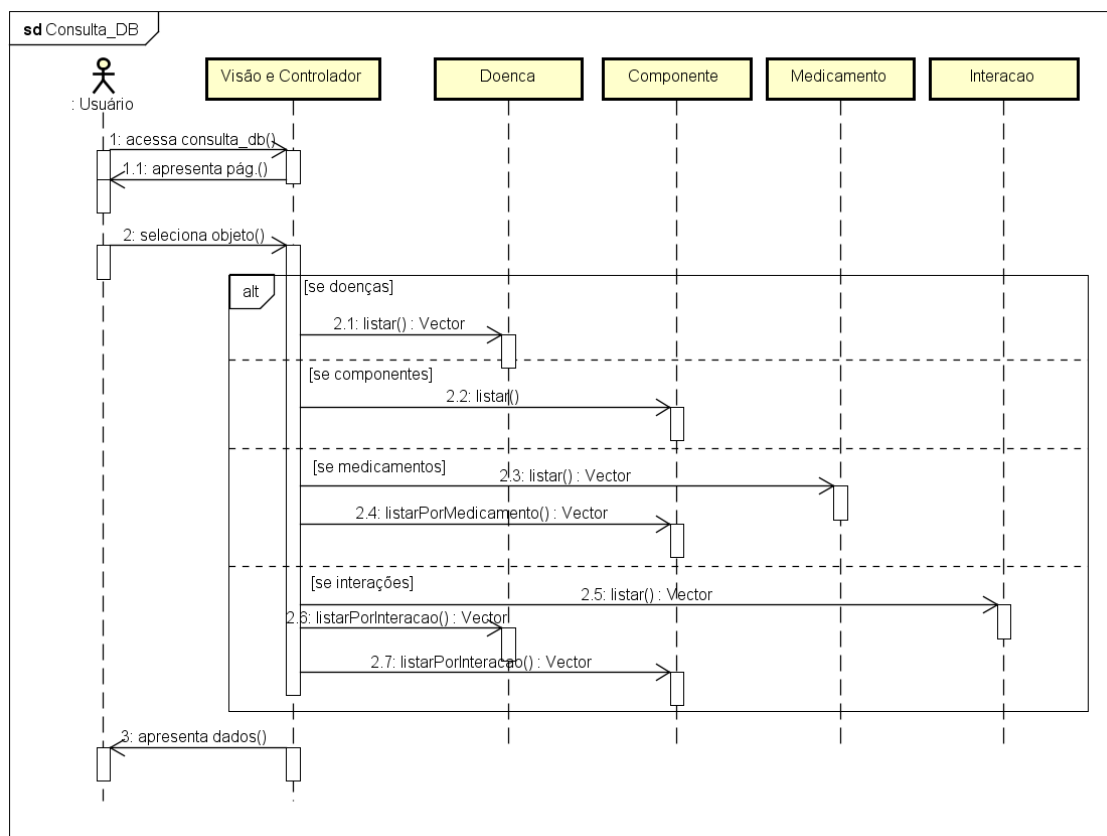 sd Consulta_DB
: Usuário
Visão e Controlador
Doenca
Componente
Medicamento
Interacao
1: acessa consulta_db()
1.1: apresenta pág.()
2: seleciona objeto()
alt
[se doenças]
2.1: listar() : Vector
[se componentes]
2.2: listar()
[se medicamentos]
2.3: listar() : Vector
2.4: listarPorMedicamento() : Vector
[se interações]
2.5: listar() : Vector
2.6: listarPorInteracao() : Vector
2.7: listarPorInteracao() : Vector
3: apresenta dados()